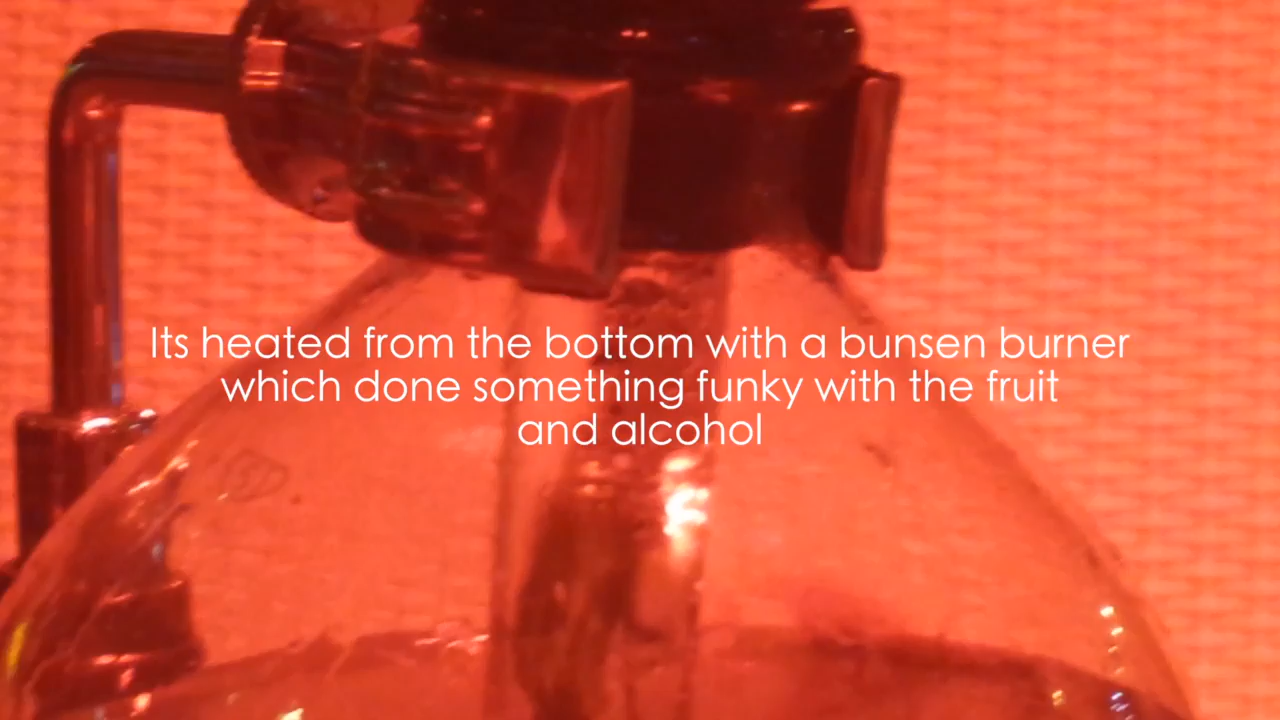 Its heated from the bottom with a bunsen burner
which done something funky with the fruit
and alcohol